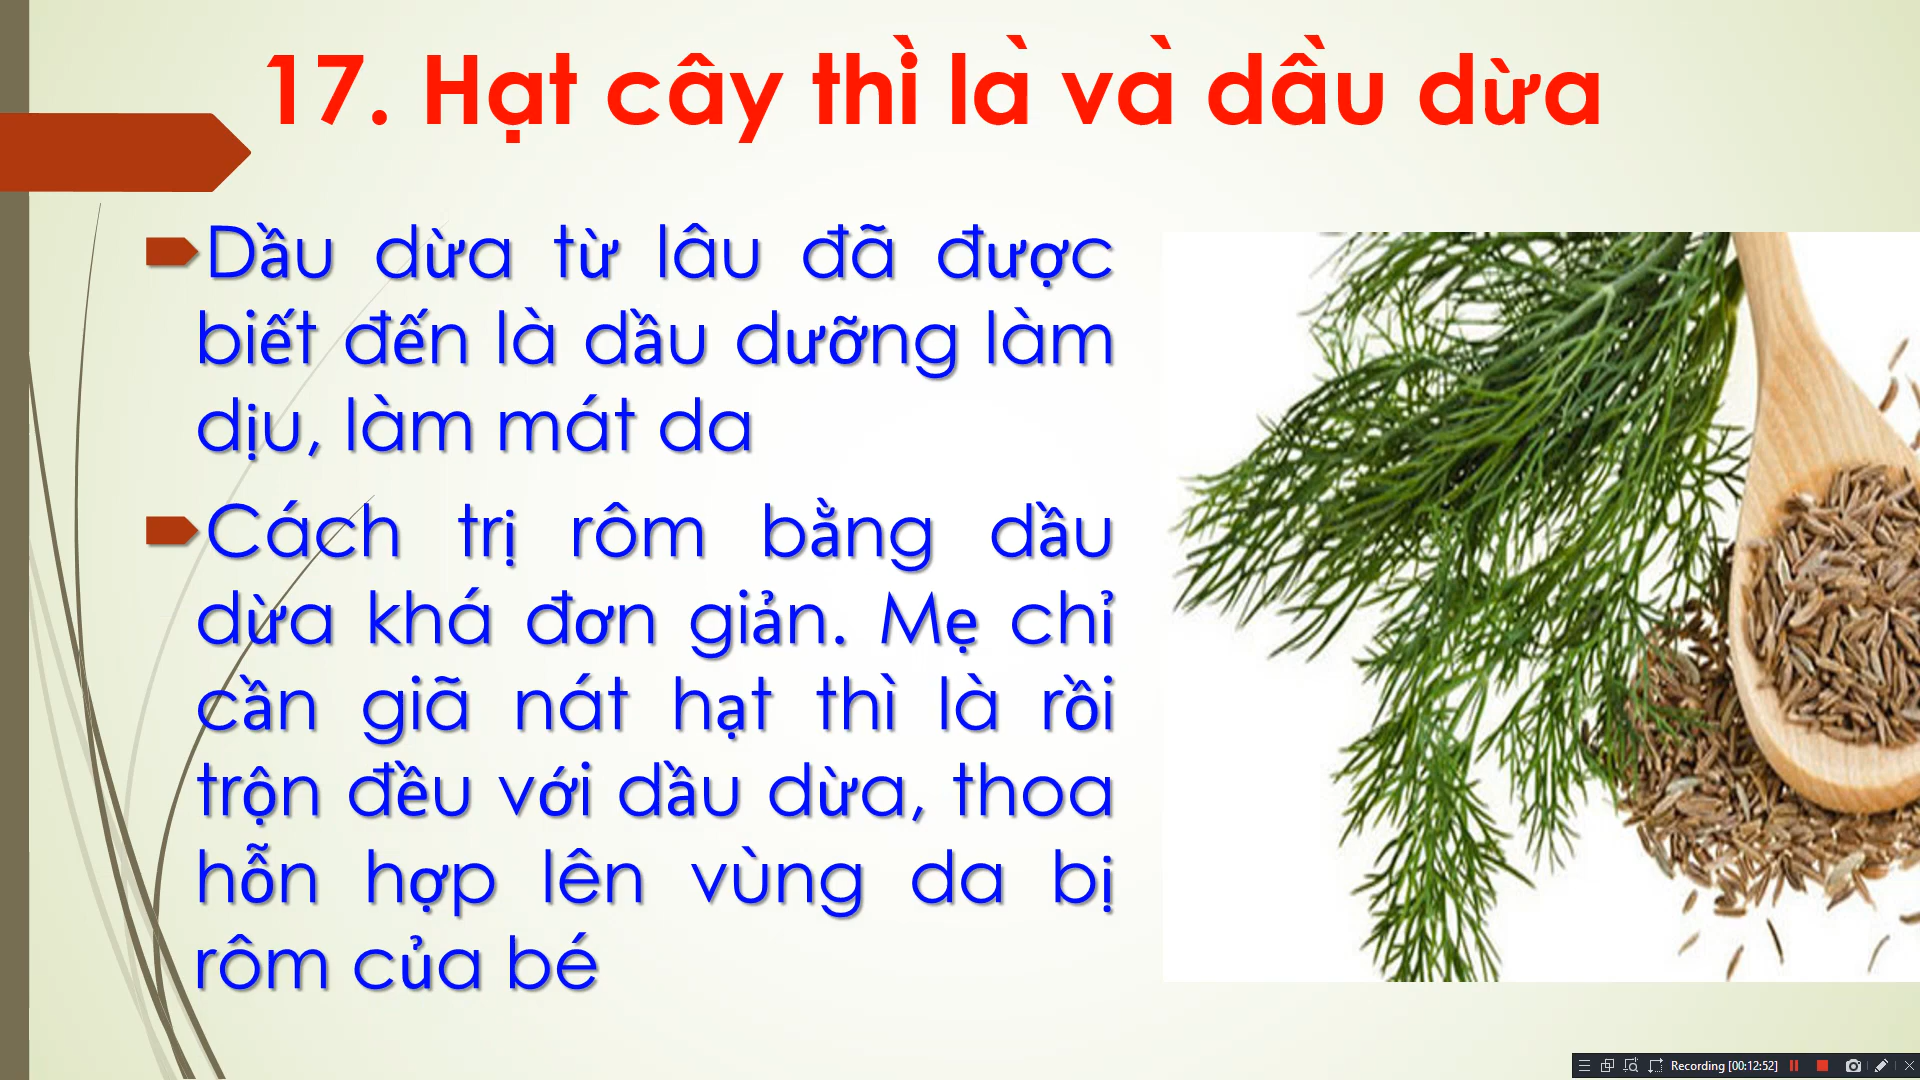 17. Hạt cây thì là và dầu dừa
Dầu dừa từ lâu đã được
biết đến là dầu dưỡng làm
dịu, làm mát da
Cách trị rôm bằng dầu
dừa khá đơn giản. Mẹ chỉ
cần giã nát hạt thì là rồi
trộn đều với dầu dừa, thoa
hỗn hợp lên vùng da bị
rôm của bé
Recording [00:12:52]